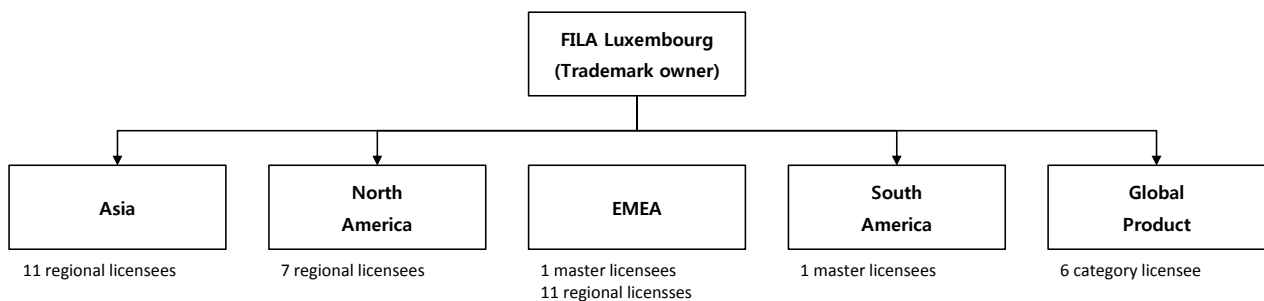 FILA Luxembourg
(Trademark owner)
Asia
North
America
EMEA
South
America
Global
Product
11 regional licensees
7 regional licensees
1 master licensees
11 regional licensses
1 master licensees
6 category licensee